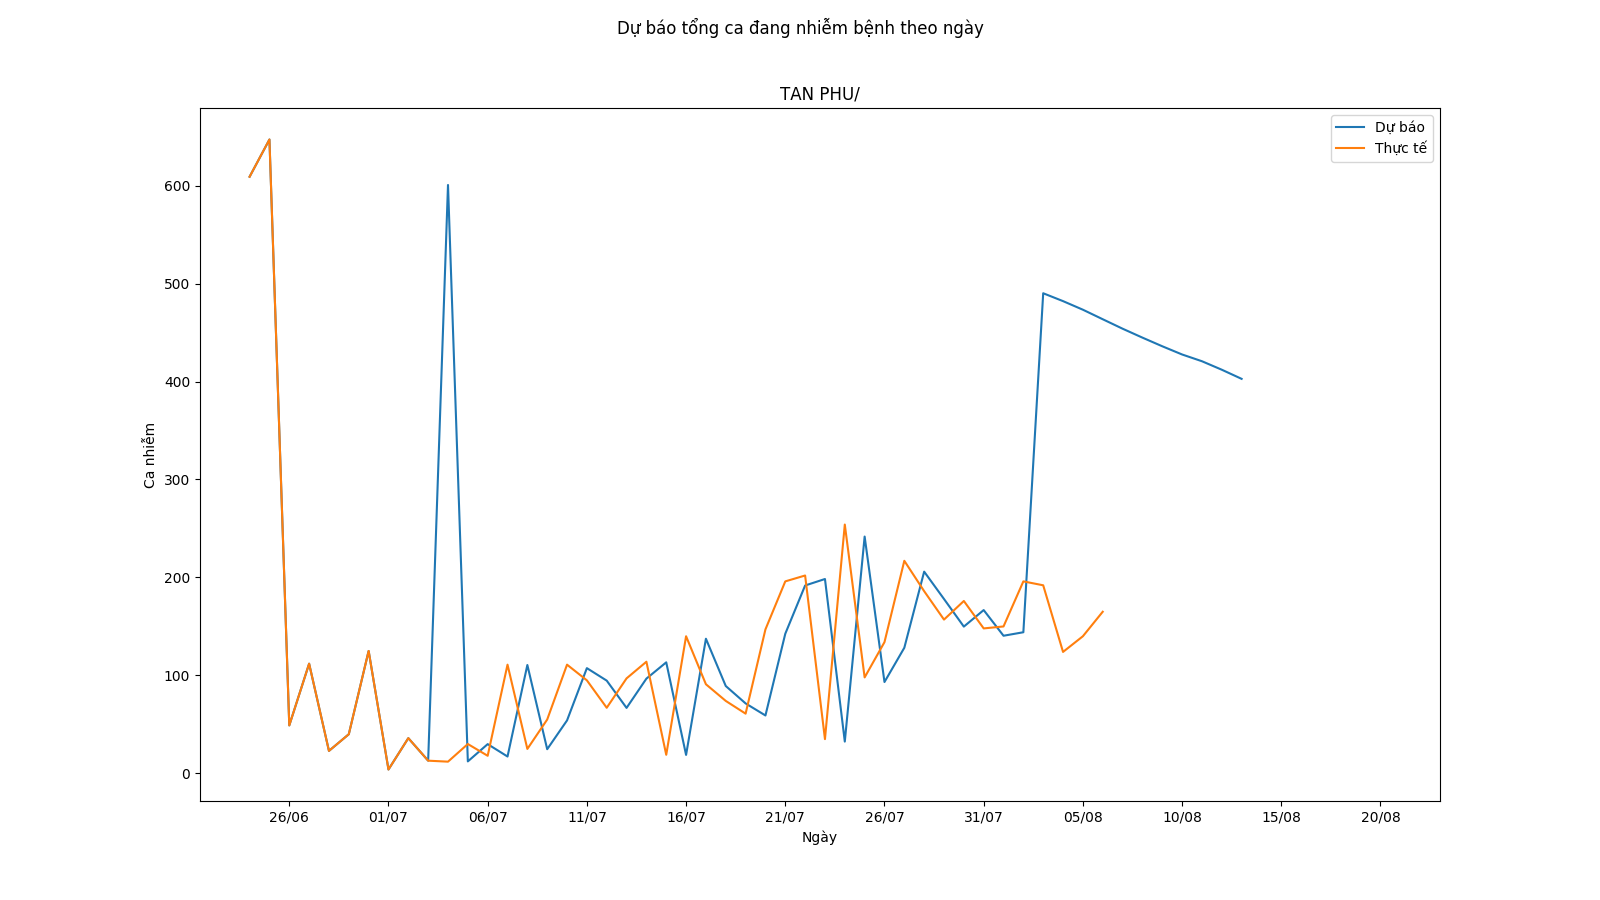 Dự báo tổng ca đang nhiễm bệnh theo ngày
TAN PHU/
Dự báo
Thực tế
600
500
400
300
200
100
0
Ca nhiễm
26/06 01/07 06/07 11/07 16/07 21/07 26/07 31/07 05/08 10/08 15/08 20/08
Ngày